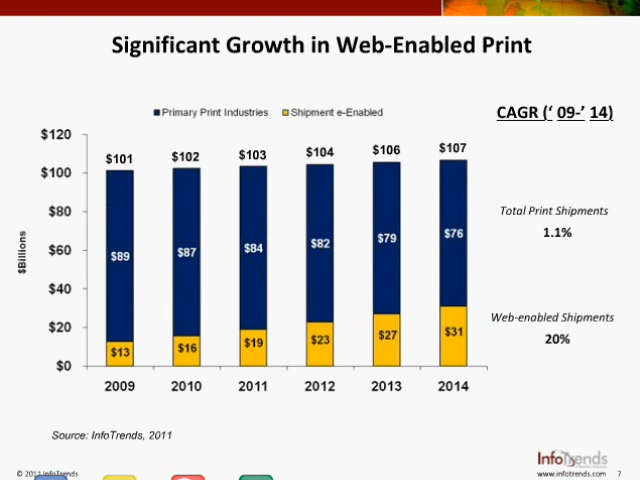 Significant Growth in Web-Enabled Print
Primary Print Industries Shipment e-Enabled
CAGR (‘ 09-’ 14)
$120
$100
$80
$60
$40
$20
$0
$Billions
$101 $102 $103 $104 $106 $107
$89 $87 $84 $82 $79 $76
$13 $16 $19 $23 $27 $31
2009 2010 2011 2012 2013 2014
Total Print Shipments
1.1%
Web-enabled Shipments
20%
Source: InfoTrends, 2011
InfoTrends
© 2011 InfoTrends
www.infotrends.com 7